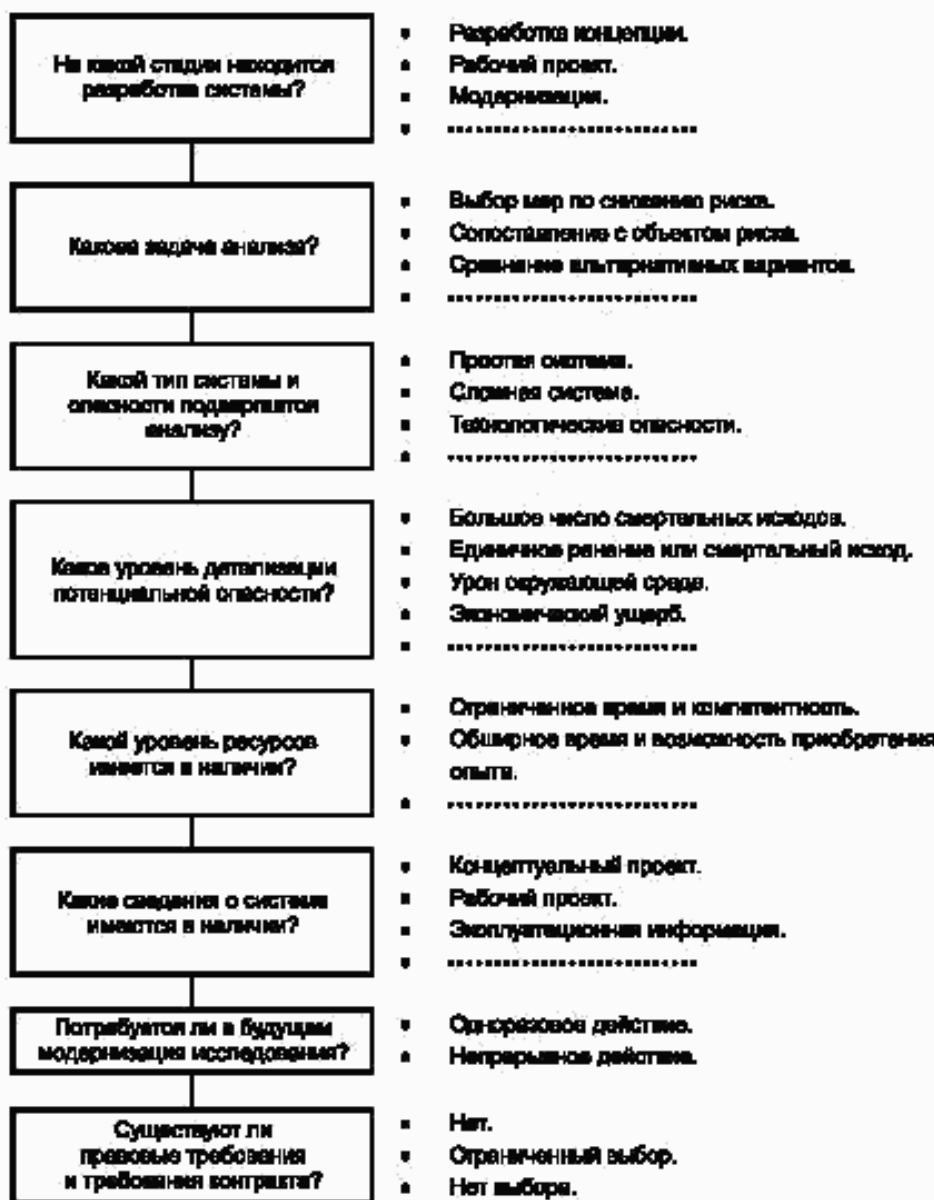 На какой стадии находится
разработка системы?
Разработка концепции.
Рабочий проект.
Модернизация.
Какова задача анализа?
Выбор мер по снижению риска.
Сопоставление с объектом риска.
Сравнение альтернативных вариантов.
Какой тип системы и
опасности подвергается
анализу?
Простая система.
Сложная система.
Технологические опасности.
Каков уровень детализации
потенциальной опасности?
Большое число смертельных исходов.
Единичное ранение или смертельный исход.
Урон окружающей среде.
Экономический ущерб.
Какой уровень ресурсов
имеется в наличии?
Ограниченное время и компетентность.
Обширное время и возможность приобретения
опыта.
Какие сведения о системе
имеются в наличии?
Концептуальный проект.
Рабочий проект.
Эксплуатационная информация.
Потребуется ли в будущем
модернизация исследования?
Одноразовое действие.
Непрерывное действие.
Существуют ли
правовые требования
и требования контракта?
Нет.
Ограниченный выбор.
Нет выбора.